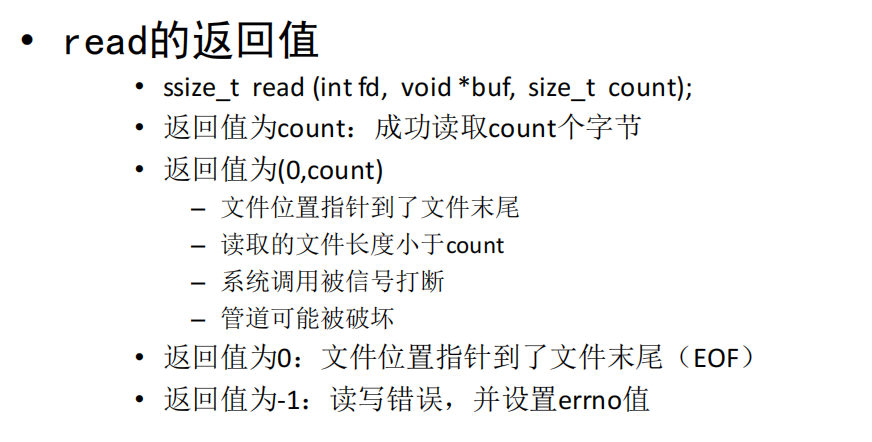 • read的返回值
• ssize_t read (int fd, void *buf, size_t count);
• 返回值为count：成功读取count个字节
• 返回值为(0,count)
– 文件位置指针到了文件末尾
– 读取的文件长度小于count
– 系统调用被信号打断
– 管道可能被破坏
• 返回值为0：文件位置指针到了文件末尾（EOF）
• 返回值为-1：读写错误，并设置errno值